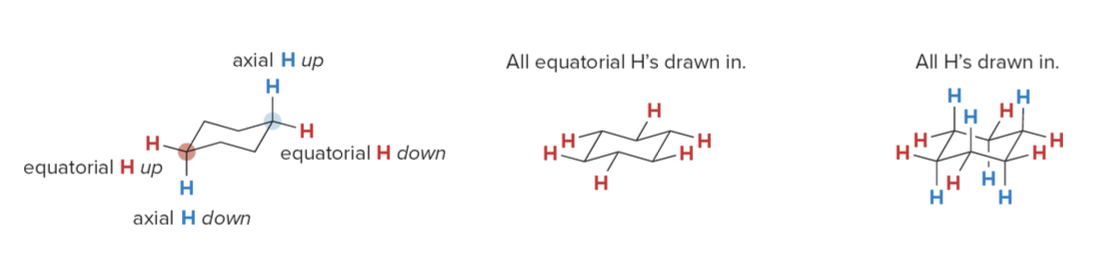 axial H up
H
H
H
equatorial H up
equatorial H down
H
axial H down
All equatorial H's drawn in.
H
H
H
H
H
H
All H's drawn in.
H
H
H
H
H
H
H
H
H
H
H
H